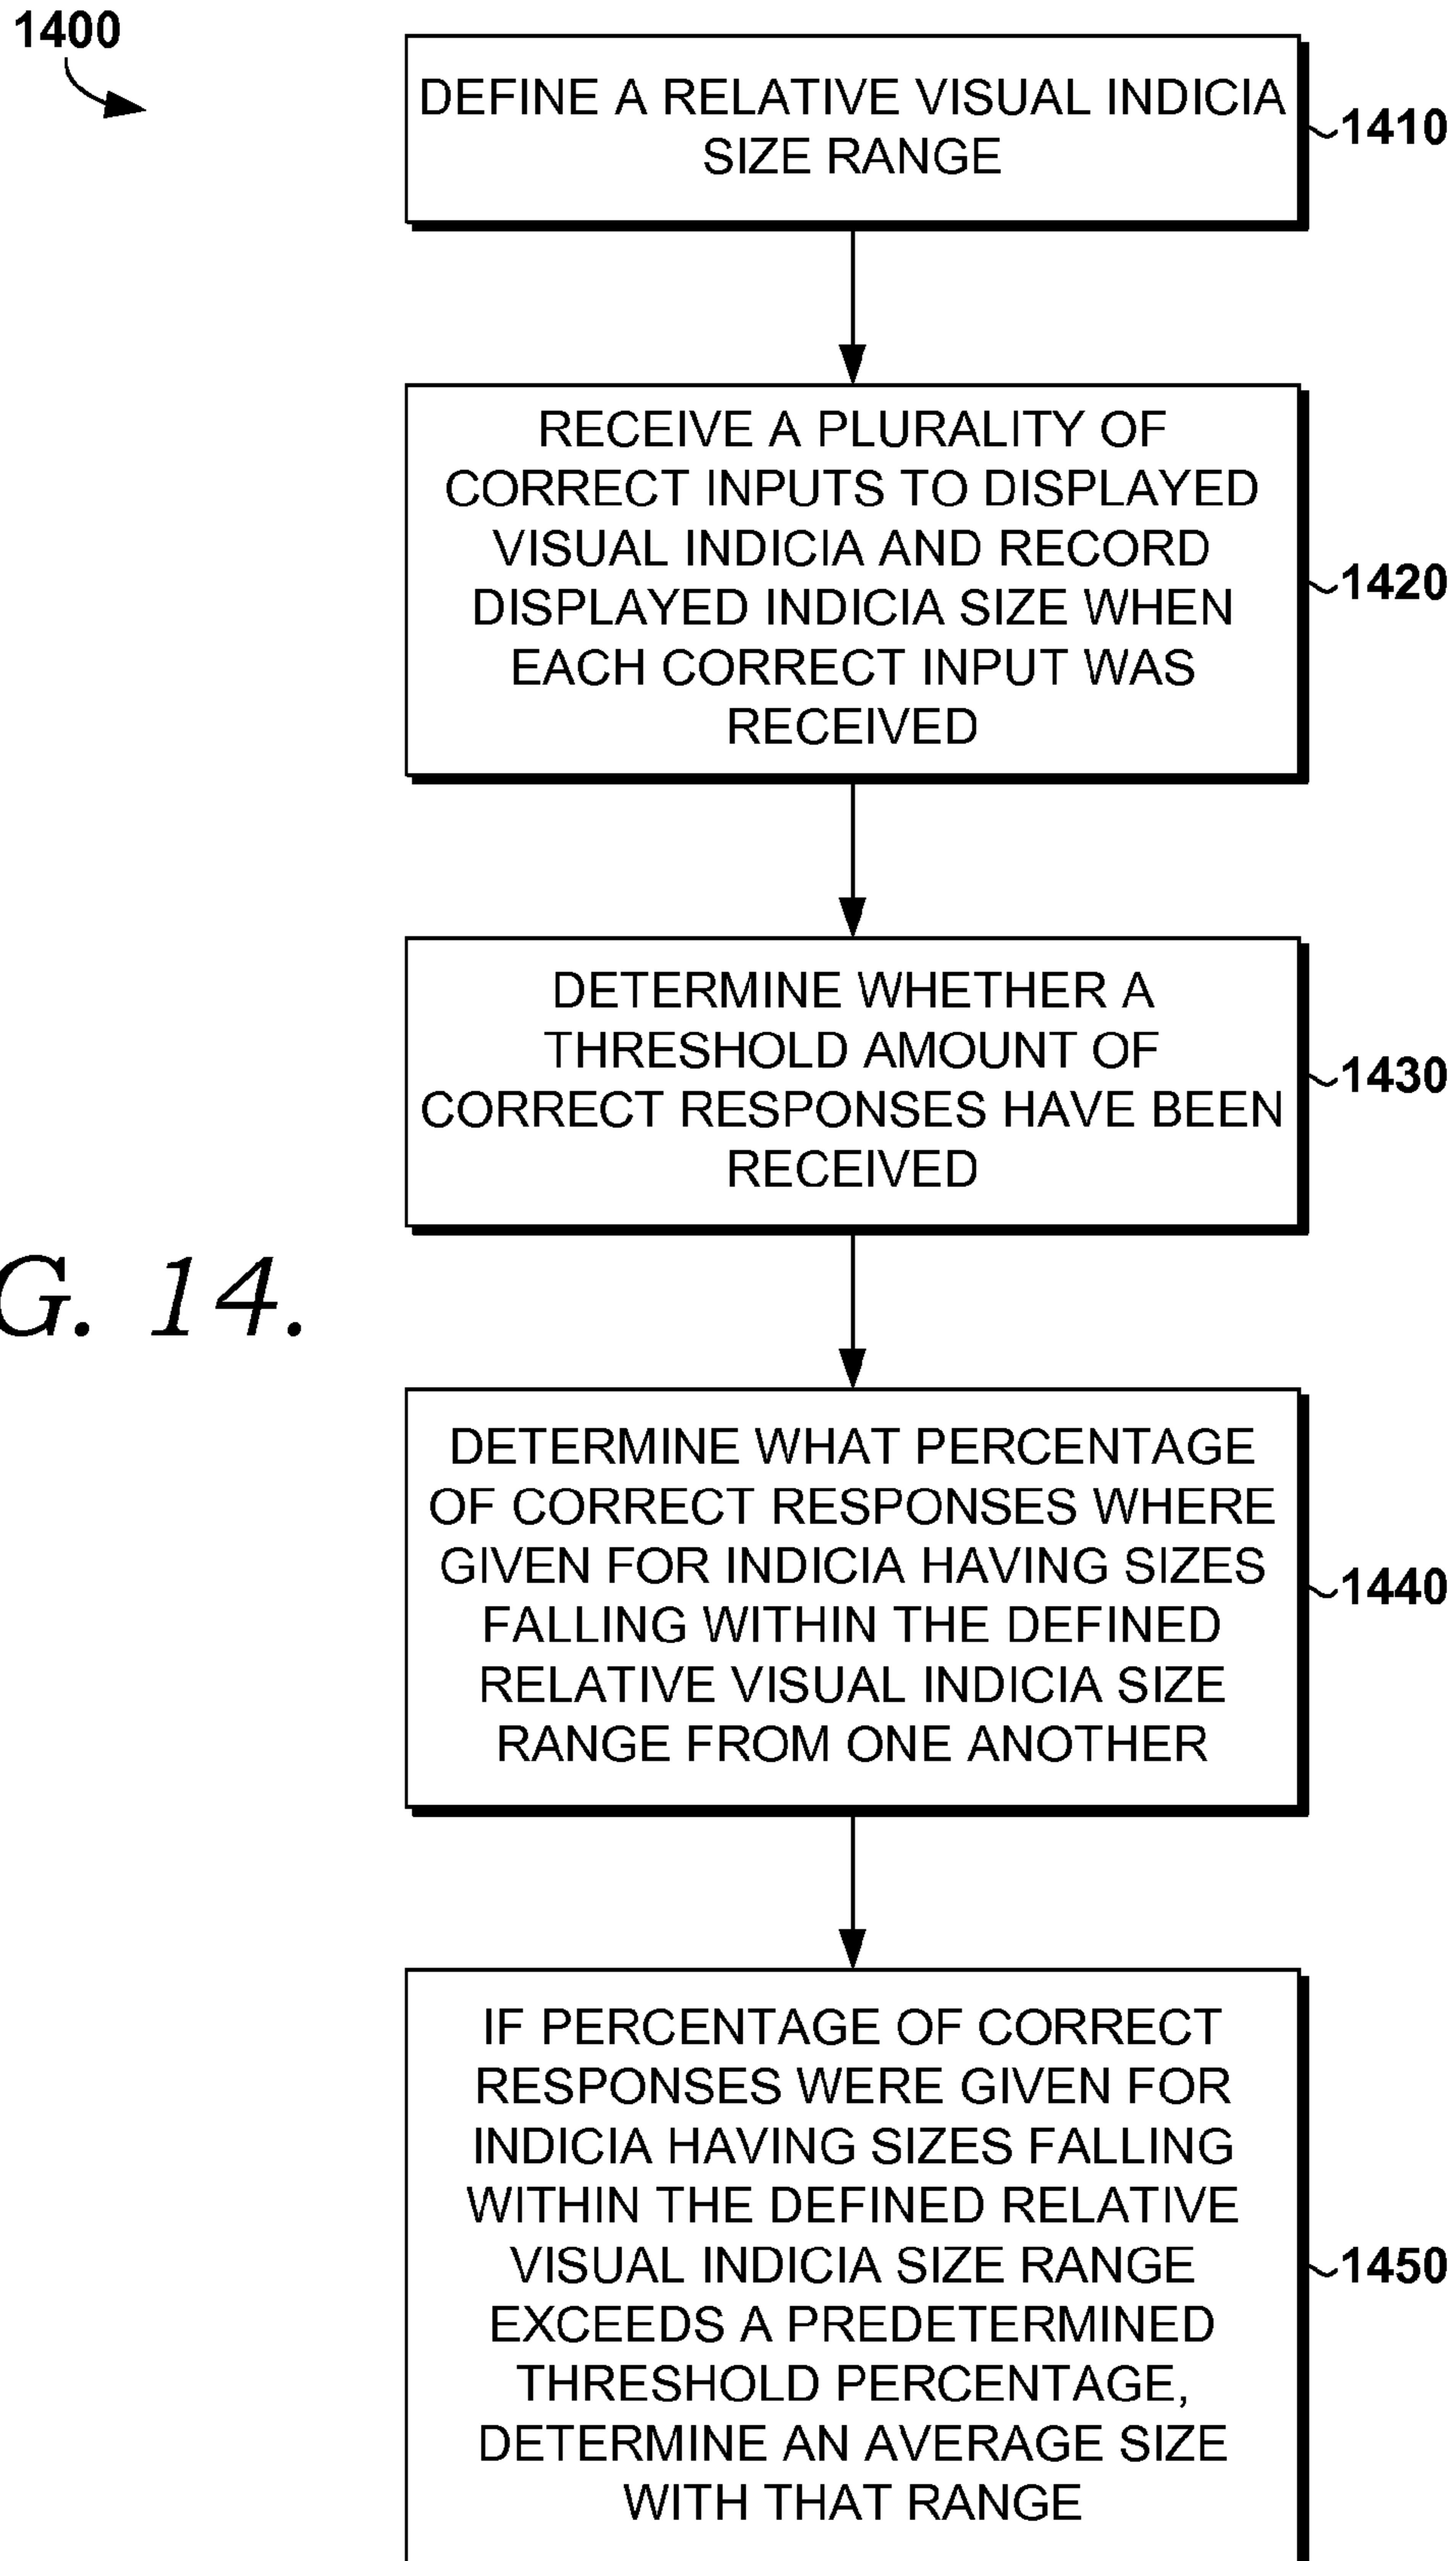 1400
DEFINE A RELATIVE VISUAL INDICIA
SIZE RANGE
1410
RECEIVE A PLURALITY OF
CORRECT INPUTS TO DISPLAYED
VISUAL INDICIA AND RECORD
DISPLAYED INDICIA SIZE WHEN
EACH CORRECT INPUT WAS
RECEIVED
1420
DETERMINE WHETHER A
THRESHOLD AMOUNT OF
CORRECT RESPONSES HAVE BEEN
RECEIVED
1430
G. 14.
DETERMINE WHAT PERCENTAGE
OF CORRECT RESPONSES WHERE
GIVEN FOR INDICIA HAVING SIZES
FALLING WITHIN THE DEFINED
RELATIVE VISUAL INDICIA SIZE
RANGE FROM ONE ANOTHER
1440
IF PERCENTAGE OF CORRECT
RESPONSES WERE GIVEN FOR
INDICIA HAVING SIZES FALLING
WITHIN THE DEFINED RELATIVE
VISUAL INDICIA SIZE RANGE
EXCEEDS A PREDETERMINED
THRESHOLD PERCENTAGE,
DETERMINE AN AVERAGE SIZE
WITH THAT RANGE
1450